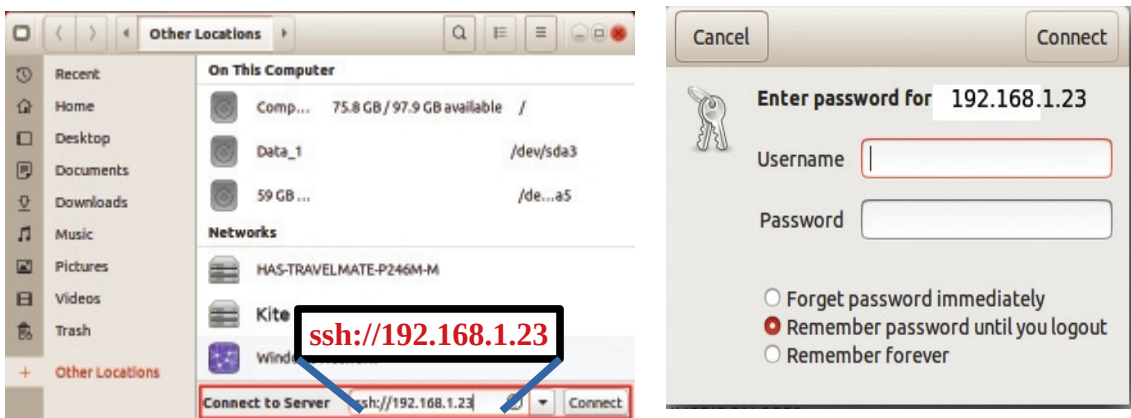 Other Locations
Recent
Home
Desktop
Documents
Downloads
Music
Pictures
Videos
Trash
Other Locations
On This Computer
Comp... 75.8 GB / 97.9 GB available /
Data_1 /dev/sda3
59 GB ... /de...a5
Networks
HAS-TRAVELMATE-P246M-M
Kite
ssh://192.168.1.23
Connect to Server ssh://192.168.1.23 Connect
Cancel Connect
Enter password for 192.168.1.23
Username
Password
Forget password immediately
Remember password until you logout
Remember forever